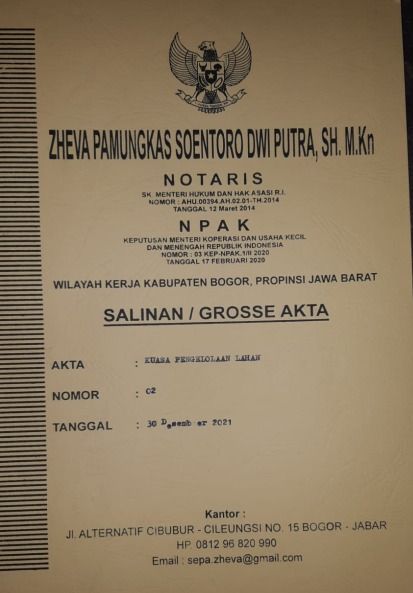 ZHEVA PAMUNGKAS SOENTORO DWI PUTRA, SH. M.Kn
NOTARIS
SK. MENTERI HUKUM DAN HAK ASASI R.I.
NOMOR : AHU.00394.AH.02.01-TH.2014
TANGGAL 12 Maret 2014
NPAK
KEPUTUSAN MENTERI KOPERASI DAN USAHA KECIL
DAN MENENGAH REPUBLIK INDONESIA
NOMOR : 03 KEP-NPAK.1/II 2020
TANGGAL 17 FEBRUARI 2020
WILAYAH KERJA KABUPATEN BOGOR, PROPINSI JAWA BARAT
SALINAN / GROSSE AKTA
AKTA : KUASA PENGELOLAAN LAHAN
NOMOR : 02
TANGGAL : 30 Desember 2021
Kantor :
Jl. ALTERNATIF CIBUBUR - CILEUNGSI NO. 15 BOGOR - JABAR
HP. 0812 96 820 990
Email : sepa.zheva@gmail.com